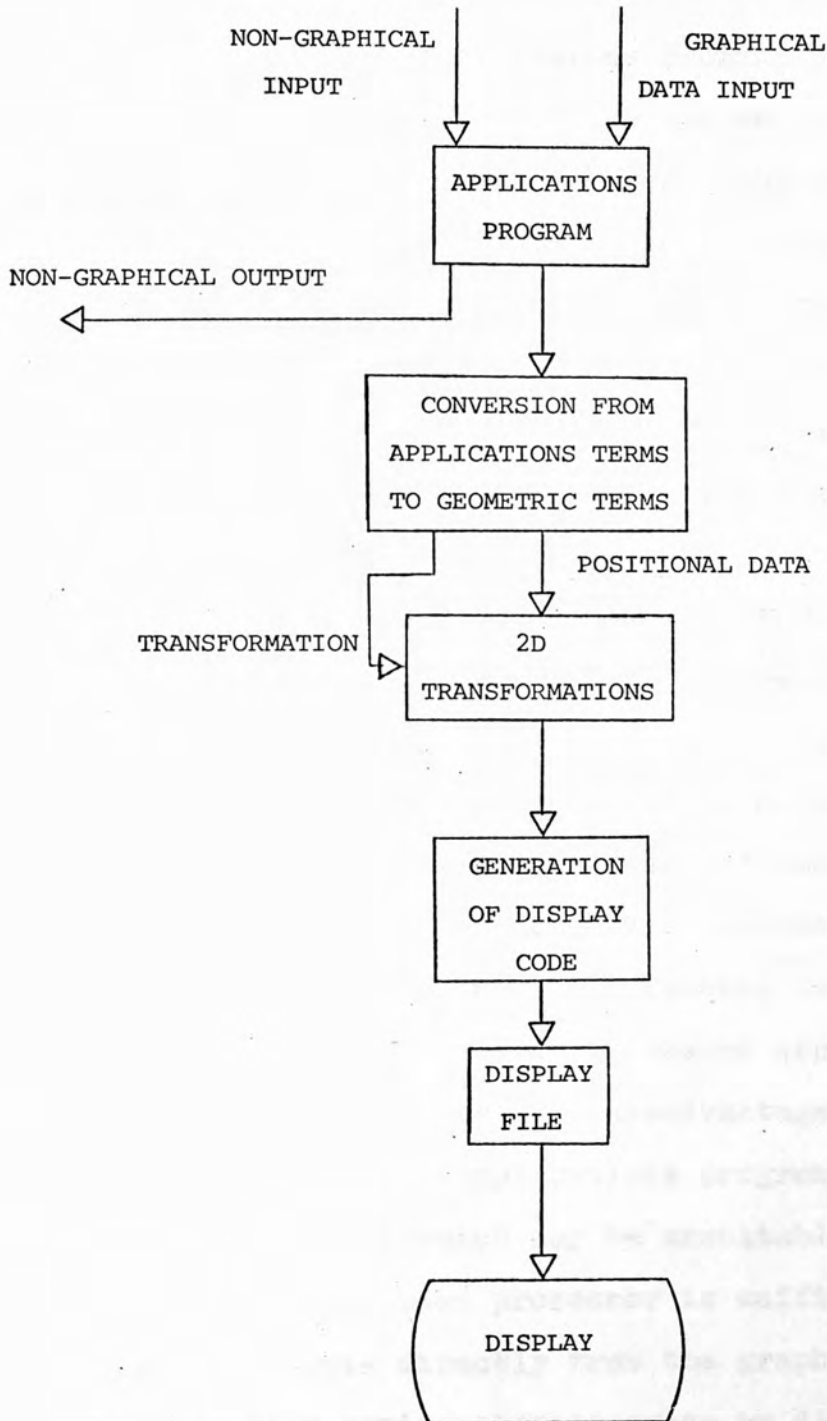 NON-GRAPHICAL
INPUT
GRAPHICAL
DATA INPUT
APPLICATIONS
PROGRAM
NON-GRAPHICAL OUTPUT
CONVERSION FROM
APPLICATIONS TERMS
TO GEOMETRIC TERMS
POSITIONAL DATA
TRANSFORMATION
2D
TRANSFORMATIONS
GENERATION
OF DISPLAY
CODE
DISPLAY
FILE
DISPLAY